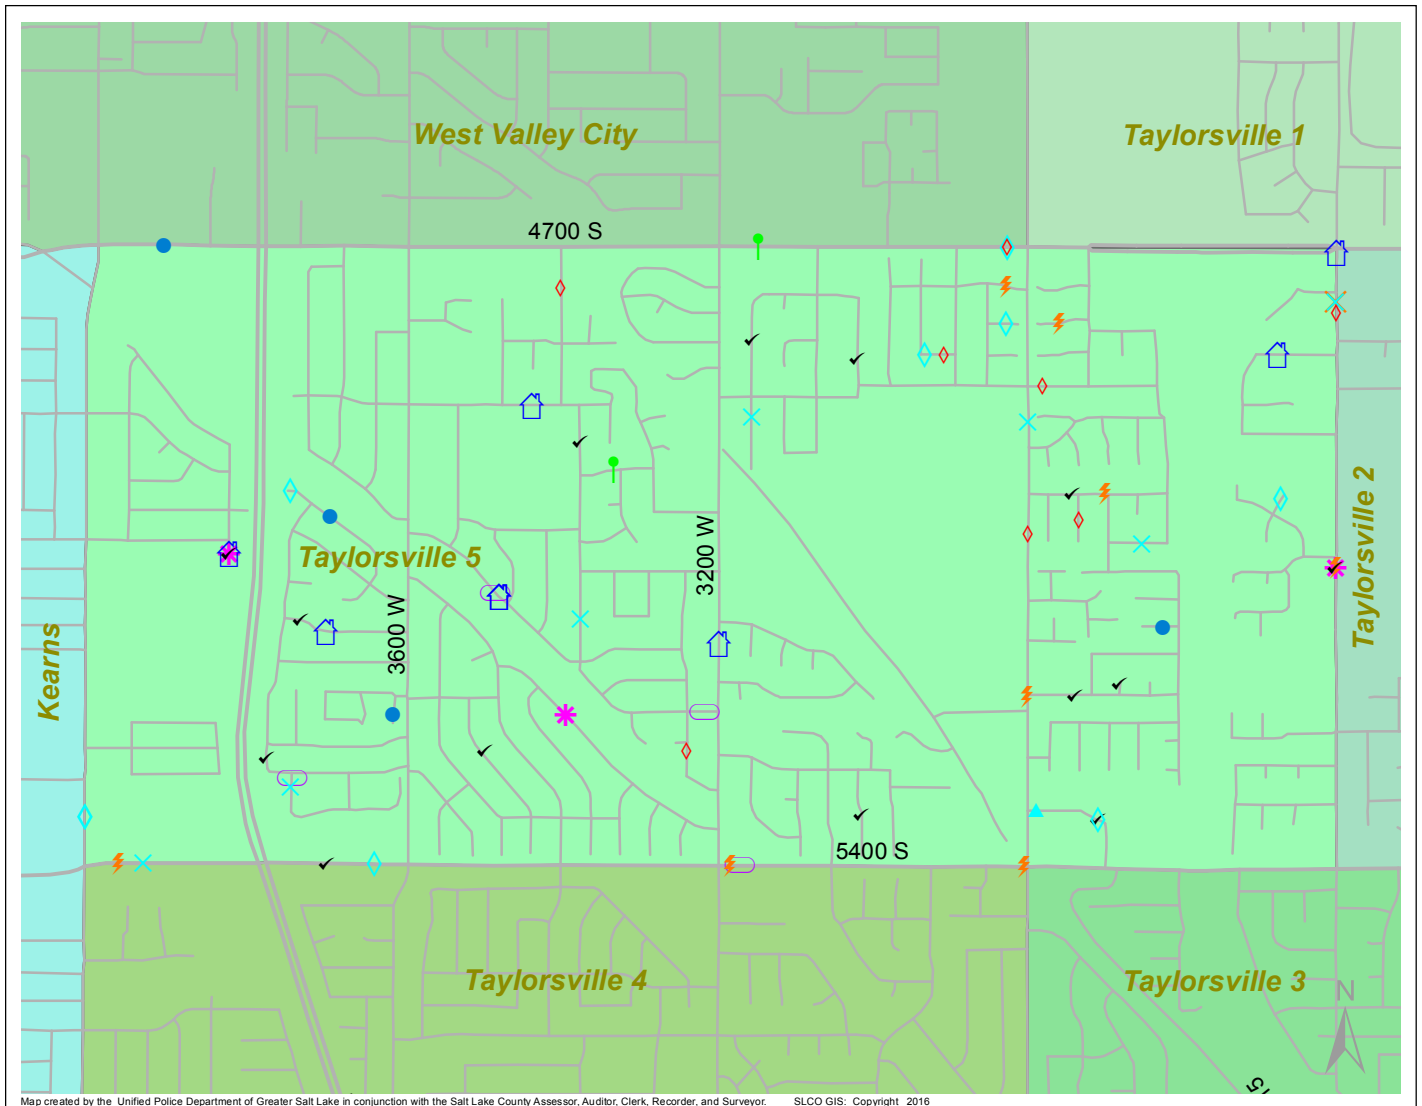 West Valley City
Taylorsville 1
4700 S
Taylorsville 2
3200 W
Taylorsville 5
3600 W
Kearns
5400 S
Taylorsville 4
Taylorsville 3
N
Map created by the Unified Police Department of Greater Salt Lake in conjunction with the Salt Lake County Assessor, Auditor, Clerk, Recorder, and Surveyor. SLCO GIS: Copyright 2016